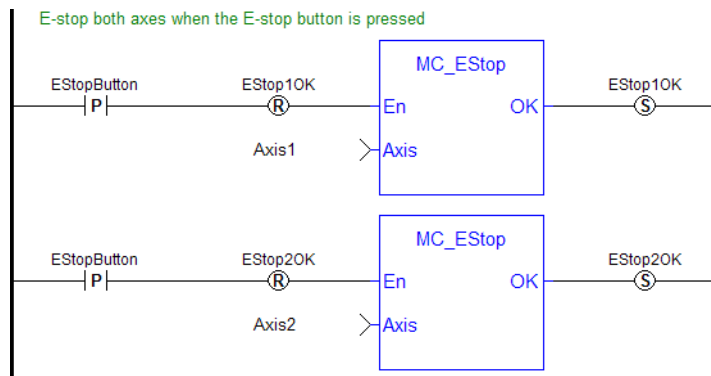 E-stop both axes when the E-stop button is pressed
MC_EStop
EStopButton EStop1OK EStop1OK
P R En OK S
Axis1 Axis
MC_EStop
EStopButton EStop2OK EStop2OK
P R En OK S
Axis2 Axis